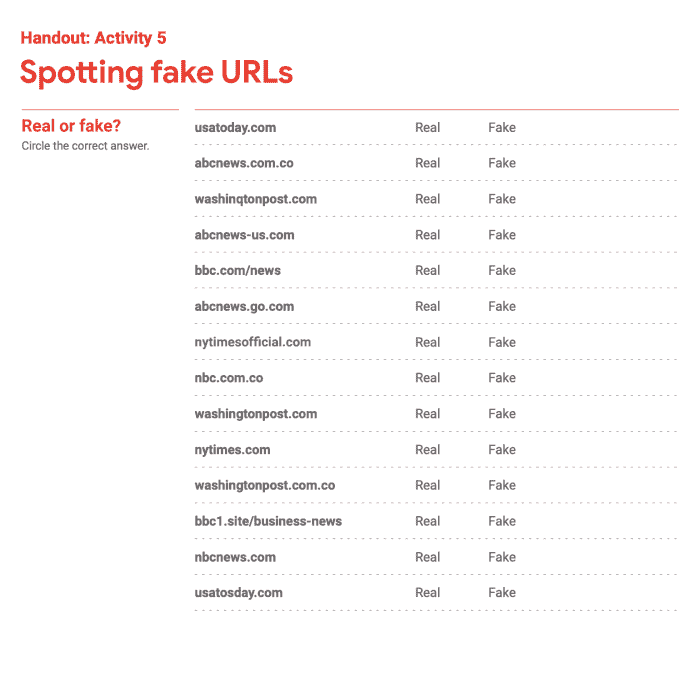 Handout: Activity 5
Spotting fake URLs
Real or fake?
Circle the correct answer.
usatoday.com Real Fake
abcnews.com.co Real Fake
washinqtonpost.com Real Fake
abcnews-us.com Real Fake
bbc.com/news Real Fake
abcnews.go.com Real Fake
nytimesofficial.com Real Fake
nbc.com.co Real Fake
washingtonpost.com Real Fake
nytimes.com Real Fake
washingtonpost.com.co Real Fake
bbc1.site/business-news Real Fake
nbcnews.com Real Fake
usatosday.com Real Fake